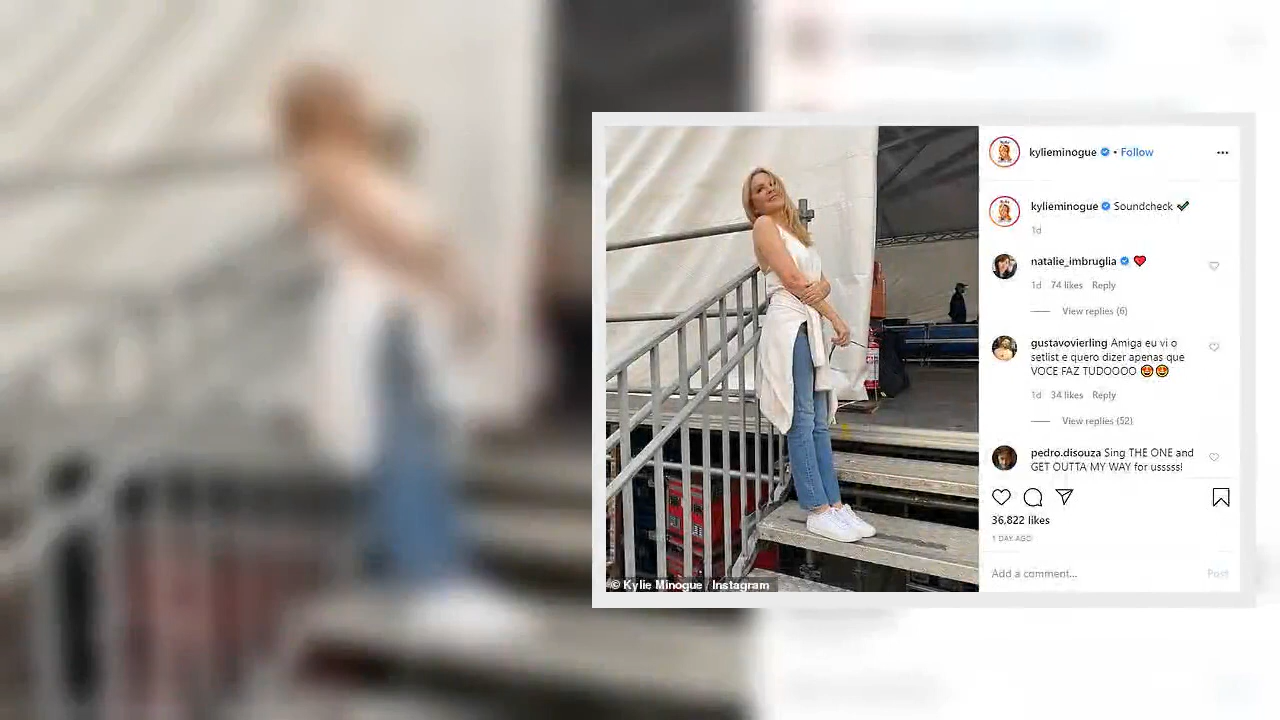 kylieminogue • Follow
kylieminogue Soundcheck ✔
1d
natalie_imbruglia ❤️
1d 74 likes Reply
View replies (6)
gustavovierling Amiga eu vi o
setlist e quero dizer apenas que
VOCE FAZ TUDOOOO 😍😍
1d 34 likes Reply
View replies (52)
pedro.disouza Sing THE ONE and
GET OUTTA MY WAY for usssss!
36,822 likes
1 DAY AGO
Add a comment... Post
© Kylie Minogue / Instagram